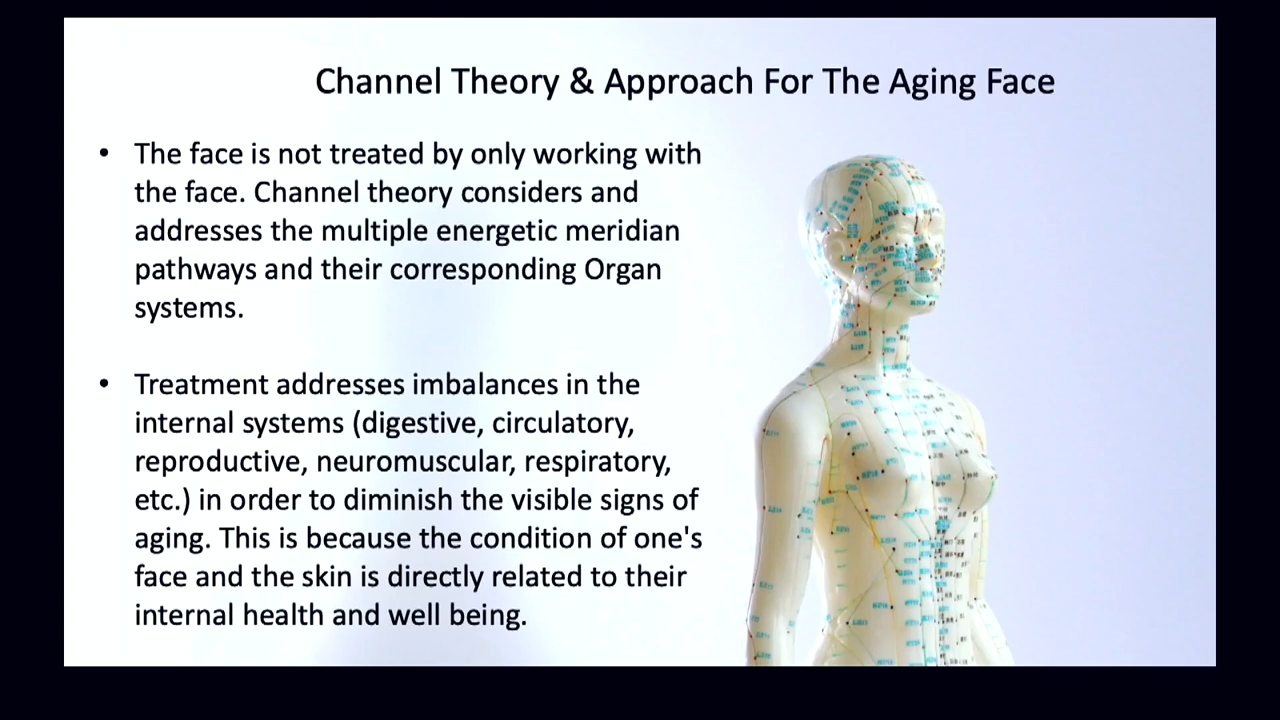 Channel Theory & Approach For The Aging Face
• The face is not treated by only working with
the face. Channel theory considers and
addresses the multiple energetic meridian
pathways and their corresponding Organ
systems.
• Treatment addresses imbalances in the
internal systems (digestive, circulatory,
reproductive, neuromuscular, respiratory,
etc.) in order to diminish the visible signs of
aging. This is because the condition of one's
face and the skin is directly related to their
internal health and well being.